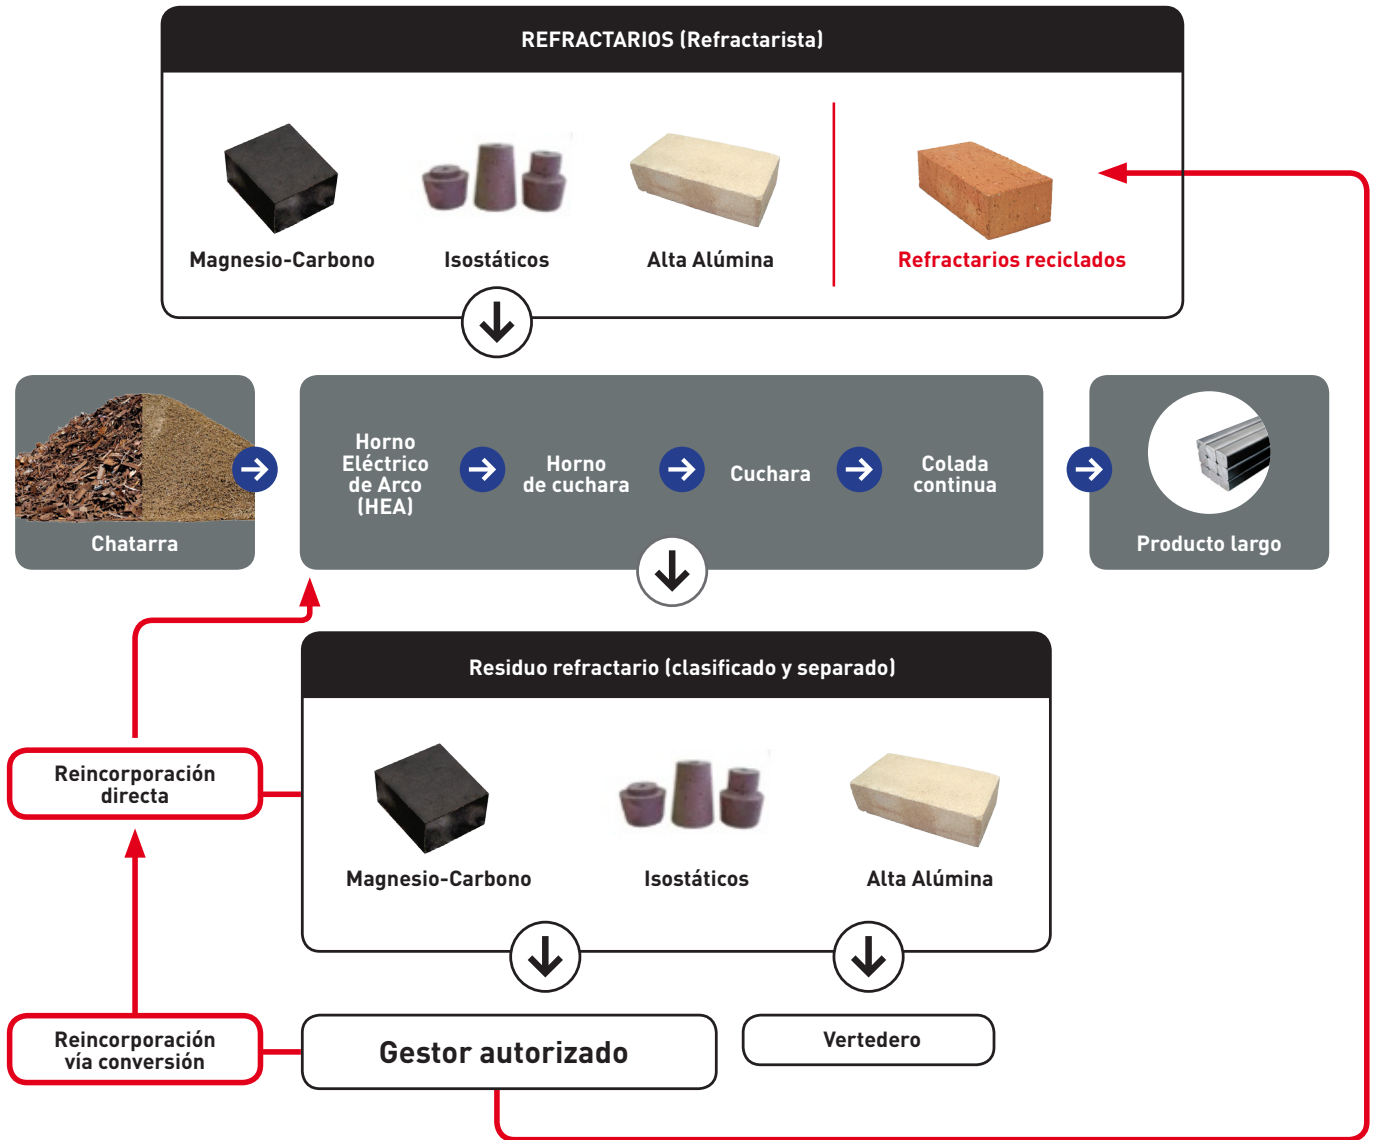 REFRACTARIOS (Refractarista)
Magnesio-Carbono
Isostáticos
Alta Alúmina
Refractarios reciclados
Chatarra
Horno
Eléctrico
de Arco
(HEA)
Horno
de cuchara
Cuchara
Colada
continua
Producto largo
Residuo refractario (clasificado y separado)
Reincorporación
directa
Magnesio-Carbono
Isostáticos
Alta Alúmina
Reincorporación
vía conversión
Gestor autorizado
Vertedero